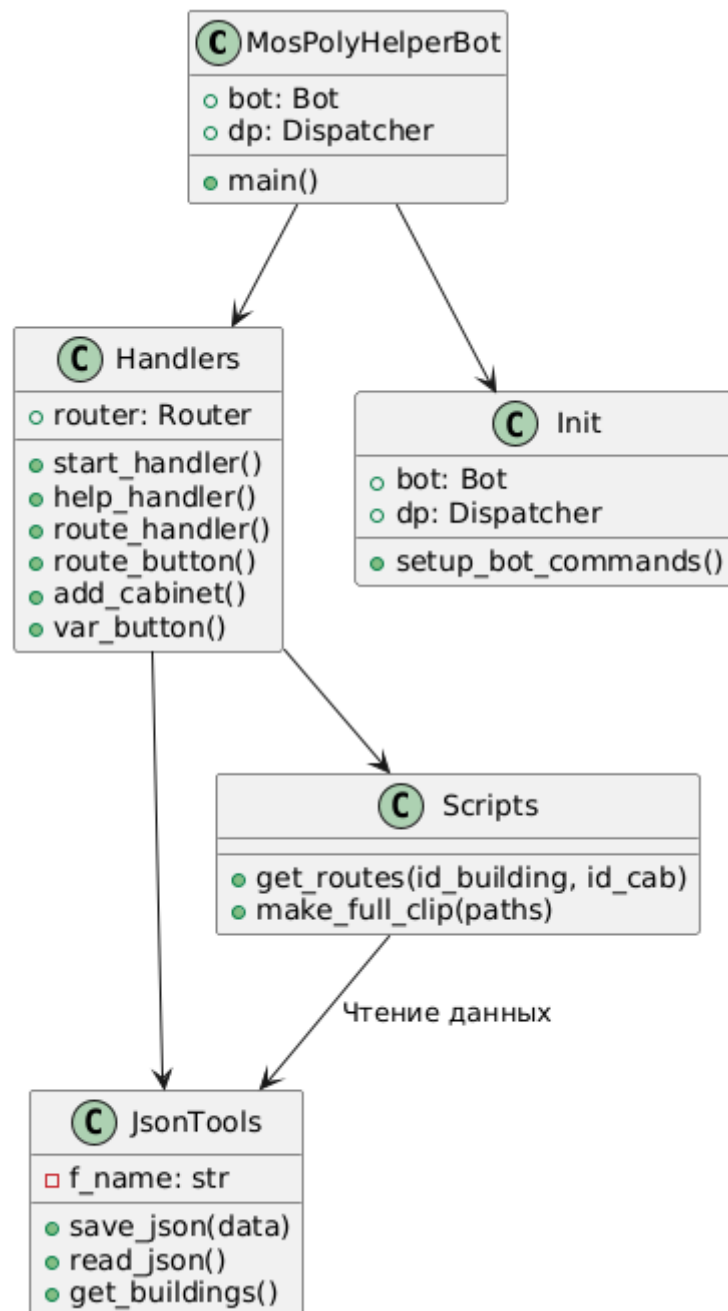 C MosPolyHelperBot
bot: Bot
dp: Dispatcher
main()
C Handlers
router: Router
start_handler()
help_handler()
route_handler()
route_button()
add_cabinet()
var_button()
C Init
bot: Bot
dp: Dispatcher
setup_bot_commands()
C Scripts
get_routes(id_building, id_cab)
make_full_clip(paths)
Чтение данных
C JsonTools
f_name: str
save_json(data)
read_json()
get_buildings()